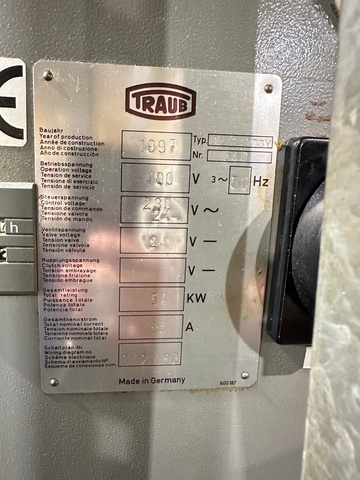 TRAUB
Baujahr
Year of production
Année de construction
Anno di costruzione
Año de construcción
1997
Typ
Nr.
Betriebsspannung
Operation voltage
Tension de service
Tensione di esercizio
Tensión de servicio
400 V 3~ Hz
Steuerspannung
Control voltage
Tension de commande
Tensione valvola
Tensión de mando
24- V~
Ventilspannung
Valve voltage
Tension valve
Tensione valvola
Tensión válvula
24 V—
Kupplungsspannung
Clutch voltage
Tension embrayage
Tensione frizione
Tensión embrague
V—
Gesamtleistung
Total rating
Puissance totale
Potenza totale
Potencia total
KW
Gesamtnennstrom
Total nominal current
Tension nominale totale
Tensione nominale totale
Corriente nominal total
A
Schaltplan-Nr.
Wiring diagram no.
Schéma électrique
Schema d'avviamento N°
Esquema de conexiones núm.
Made in Germany
600 187
h